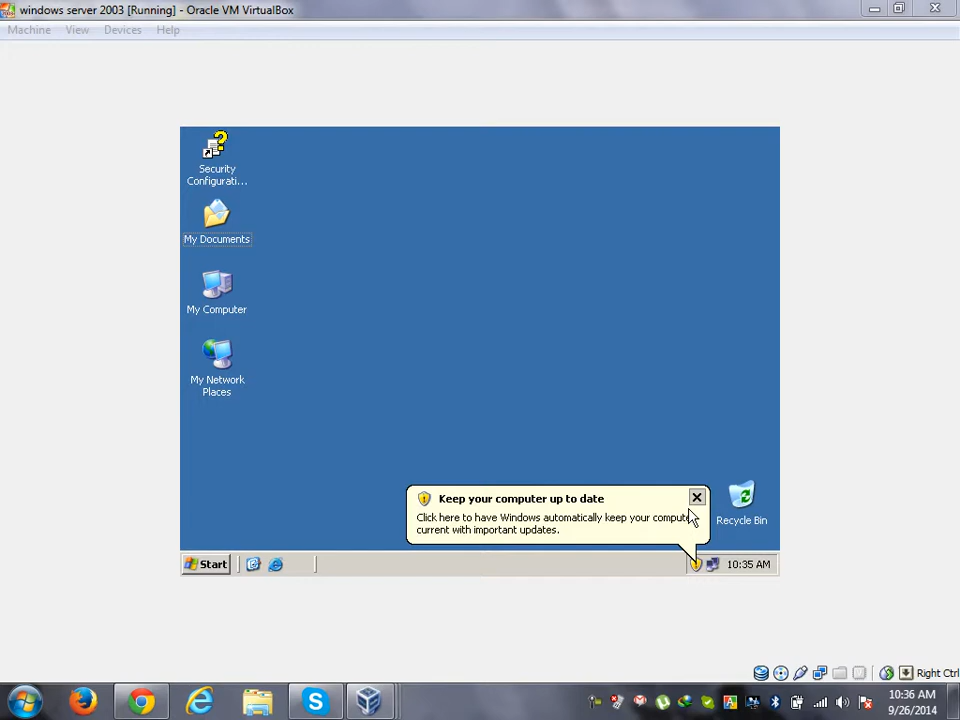 windows server 2003 [Running] - Oracle VM VirtualBox
Machine View Devices Help
Security
Configurati...
My Documents
My Computer
My Network
Places
Keep your computer up to date
Click here to have Windows automatically keep your
current with important updates.
Recycle Bin
Start
10:35 AM
Right Ctrl
10:36 AM
9/26/2014